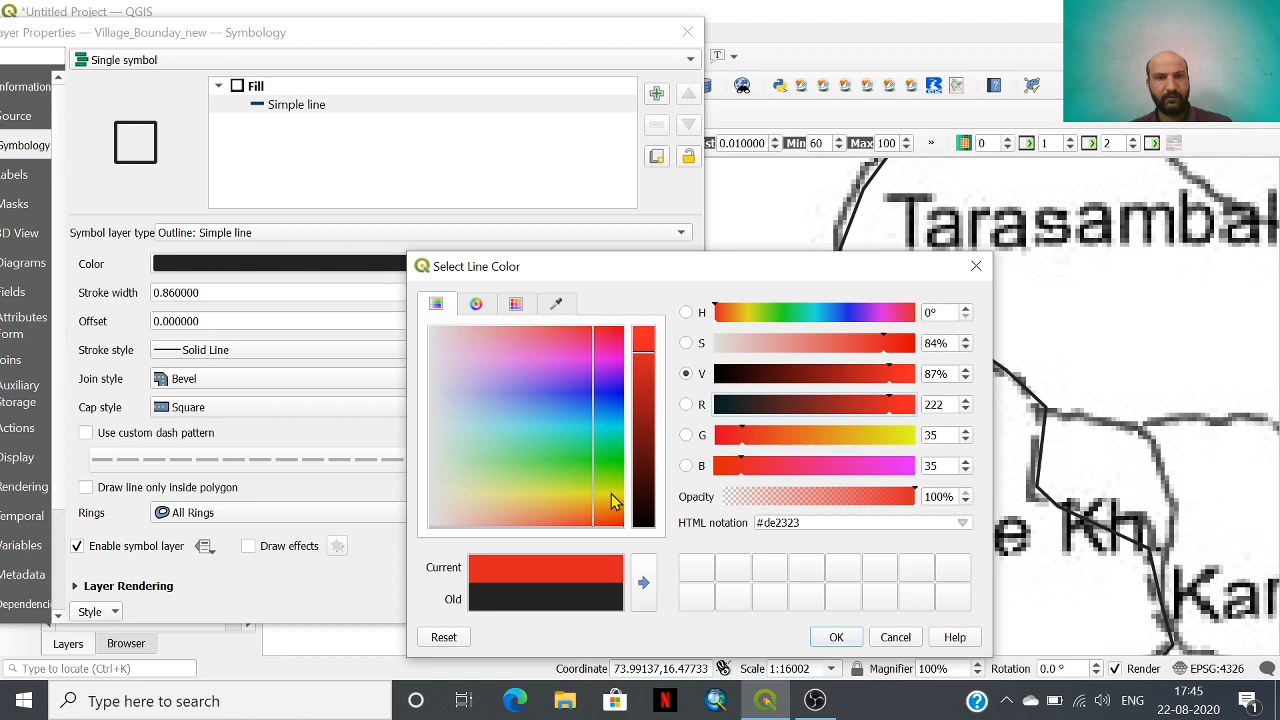 *Untitled Project — QGIS
ayer Properties — Village_Bounday_new — Symbology
Single symbol
nformation
Source
Symbology
Labels
Masks
3D View
Diagrams
Fields
Attributes
Form
oins
Auxiliary
Storage
Actions
Display
Rendering
Temporal
Variables
Metadata
Dependenci
Fill
Simple line
Symbol layer type
Outline: Simple line
Color
Stroke width
0.860000
Offset
0.000000
Stroke style
Solid Line
Join style
Bevel
Cap style
Square
Use custom dash pattern
Draw line only inside polygon
Rings
All Rings
Enable symbol layer
Draw effects
Layer Rendering
Style
Select Line Color
H
0°
S
84%
V
87%
R
222
G
35
B
35
Opacity
100%
HTML notation
#de2323
Current
Old
Reset
OK
Cancel
Help
T
0.010000
Min
60
Max
100
»
0
1
2
Tarasambal
e Kh
Kar
Layers
Browser
Type to locate (Ctrl+K)
Coordinate
73.99137,16.47733
Scale
1:16002
Magnifier
100%
Rotation
0.0 °
Render
EPSG:4326
Type here to search
N
ENG
17:45
22-08-2020
1